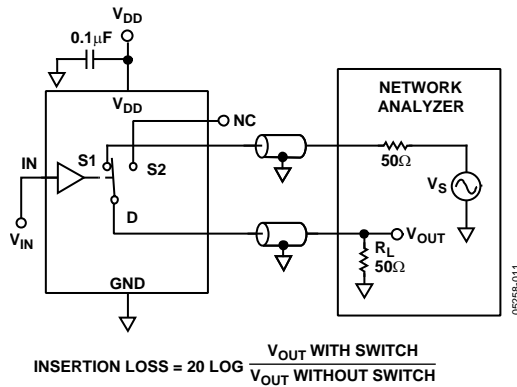 VDD
0.1μF
VDD
NC
NETWORK
ANALYZER
IN
S1
S2
50Ω
VS
D
VIN
VOUT
RL
50Ω
GND
05258-011
INSERTION LOSS = 20 LOG VOUT WITH SWITCH
VOUT WITHOUT SWITCH